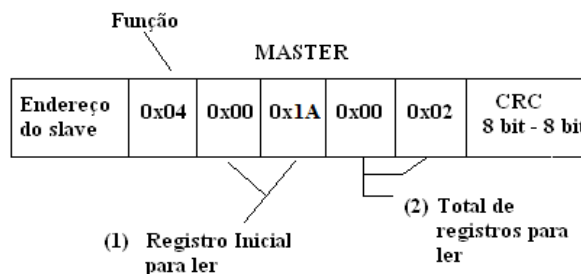 Função
MASTER
Endereço
do slave
0x04
0x00
0x1A
0x00
0x02
CRC
8 bit - 8 bit
(1) Registro Inicial
para ler
(2) Total de
registros para
ler